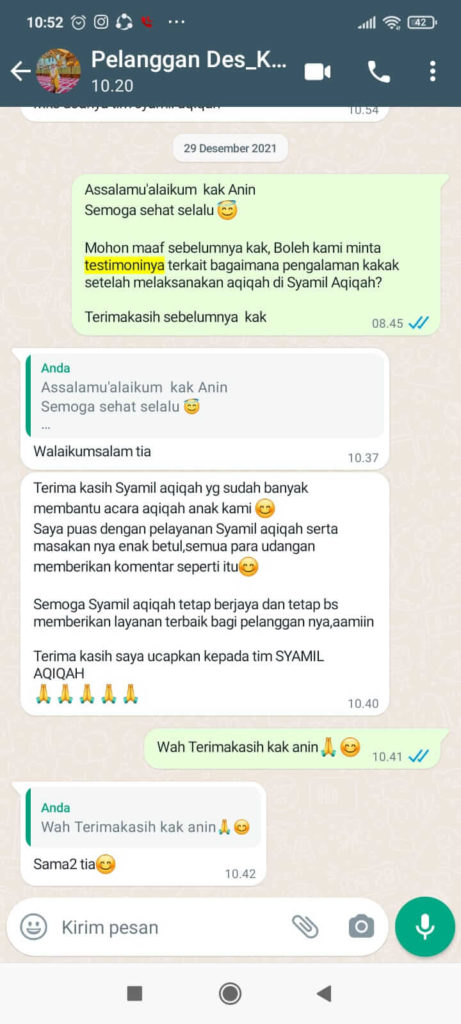 10:52
42
Pelanggan Des_K...
10.20
tim syamil aqiqah
10.54
29 Desember 2021
Assalamu'alaikum kak Anin
Semoga sehat selalu 😇
Mohon maaf sebelumnya kak, Boleh kami minta
testimoninya terkait bagaimana pengalaman kakak
setelah melaksanakan aqiqah di Syamil Aqiqah?
Terimakasih sebelumnya kak
08.45
Anda
Assalamu'alaikum kak Anin
Semoga sehat selalu 😇
...
Walaikumsalam tia
10.37
Terima kasih Syamil aqiqah yg sudah banyak
membantu acara aqiqah anak kami 😊
Saya puas dengan pelayanan Syamil aqiqah serta
masakan nya enak betul,semua para udangan
memberikan komentar seperti itu😊
Semoga Syamil aqiqah tetap berjaya dan tetap bs
memberikan layanan terbaik bagi pelanggan nya,aamiin
Terima kasih saya ucapkan kepada tim SYAMIL
AQIQAH
🙏🙏🙏🙏🙏
10.40
Wah Terimakasih kak anin🙏😊
10.41
Anda
Wah Terimakasih kak anin🙏😊
Sama2 tia😊
10.42
Kirim pesan